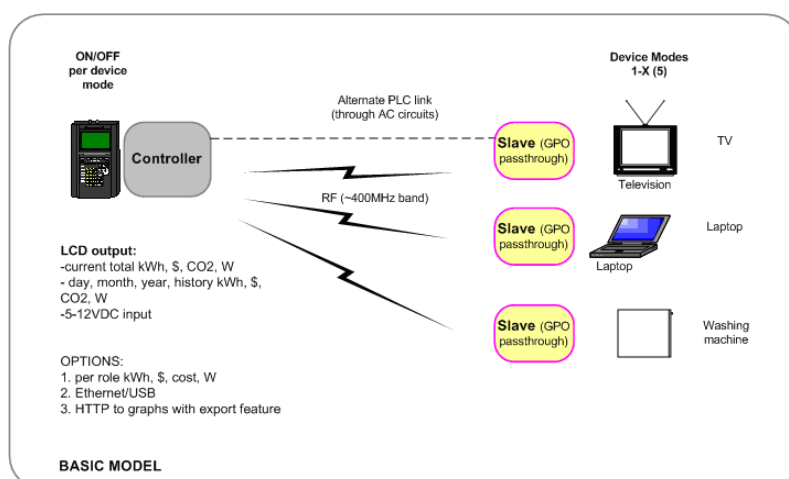 ON/OFF
per device
mode
Device Modes
1-X (5)
Alternate PLC link
(through AC circuits)
Controller
Slave (GPO
passthrough)
TV
Television
RF (~400MHz band)
Slave (GPO
passthrough)
Laptop
Laptop
LCD output:
-current total kWh, $, CO2, W
- day, month, year, history kWh, $,
CO2, W
-5-12VDC input
Slave (GPO
passthrough)
Washing
machine
OPTIONS:
1. per role kWh, $, cost, W
2. Ethernet/USB
3. HTTP to graphs with export feature
BASIC MODEL